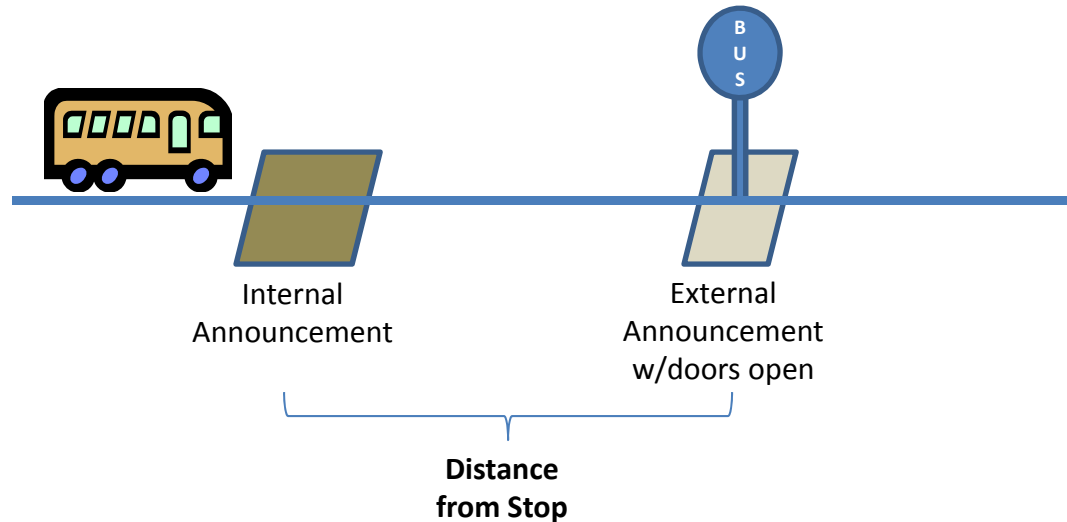 B
U
S
Internal
Announcement
External
Announcement
w/doors open
Distance
from Stop